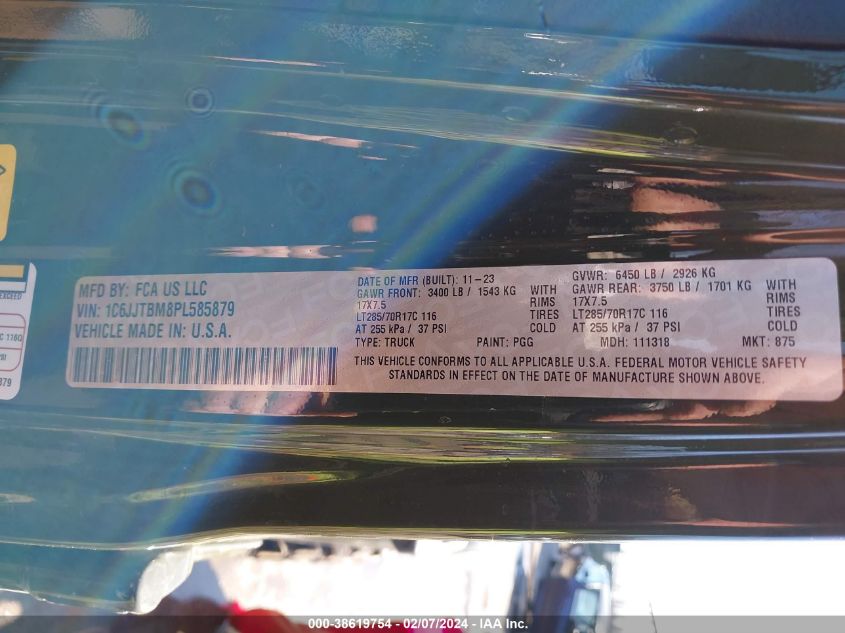 MFD BY: FCA US LLC
VIN: 1C6JJTBM8PL585879
VEHICLE MADE IN U.S.A.
DATE OF MFR (BUILT): 11-23 GVWR: 6450 LB / 2926 KG
GAWR FRONT: 3400 LB / 1543 KG WITH GAWR REAR: 3750 LB / 1701 KG WITH
17X7.5 RIMS 17X7.5 RIMS
LT285/70R17C 116 TIRES LT285/70R17C 116 TIRES
AT 255 kPa / 37 PSI COLD AT 255 kPa / 37 PSI COLD
TYPE: TRUCK PAINT: PGG MDH: 111318 MKT: 875
THIS VEHICLE CONFORMS TO ALL APPLICABLE U.S.A. FEDERAL MOTOR VEHICLE SAFETY
STANDARDS IN EFFECT ON THE DATE OF MANUFACTURE SHOWN ABOVE.
000-38619754 - 02/07/2024 - IAA Inc.